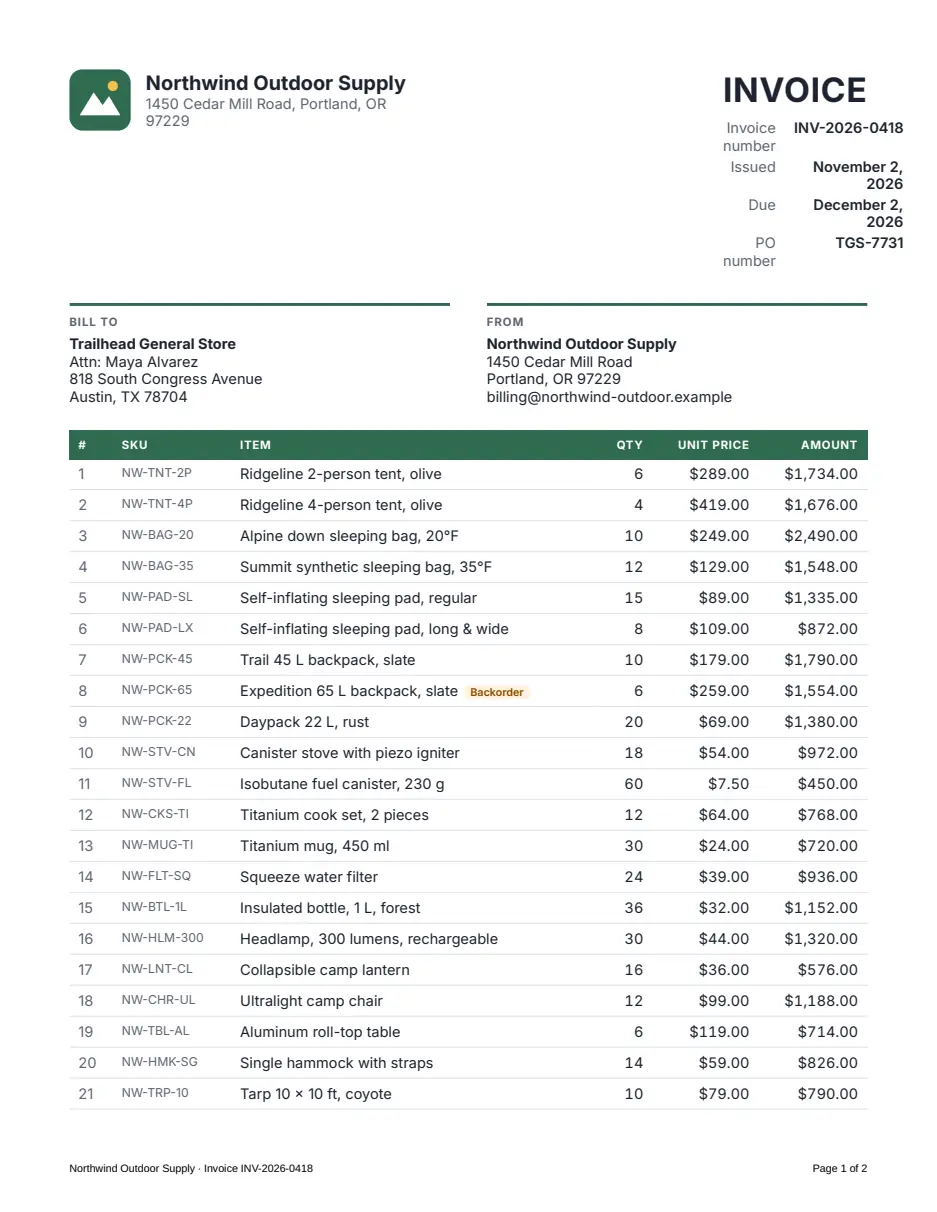 Northwind Outdoor Supply
1450 Cedar Mill Road, Portland, OR
97229
INVOICE
Invoice number INV-2026-0418
Issued November 2, 2026
Due December 2, 2026
PO number TGS-7731
BILL TO
Trailhead General Store
Attn: Maya Alvarez
818 South Congress Avenue
Austin, TX 78704
FROM
Northwind Outdoor Supply
1450 Cedar Mill Road
Portland, OR 97229
billing@northwind-outdoor.example
# SKU ITEM QTY UNIT PRICE AMOUNT
1 NW-TNT-2P Ridgeline 2-person tent, olive 6 $289.00 $1,734.00
2 NW-TNT-4P Ridgeline 4-person tent, olive 4 $419.00 $1,676.00
3 NW-BAG-20 Alpine down sleeping bag, 20°F 10 $249.00 $2,490.00
4 NW-BAG-35 Summit synthetic sleeping bag, 35°F 12 $129.00 $1,548.00
5 NW-PAD-SL Self-inflating sleeping pad, regular 15 $89.00 $1,335.00
6 NW-PAD-LX Self-inflating sleeping pad, long & wide 8 $109.00 $872.00
7 NW-PCK-45 Trail 45 L backpack, slate 10 $179.00 $1,790.00
8 NW-PCK-65 Expedition 65 L backpack, slate Backorder 6 $259.00 $1,554.00
9 NW-PCK-22 Daypack 22 L, rust 20 $69.00 $1,380.00
10 NW-STV-CN Canister stove with piezo igniter 18 $54.00 $972.00
11 NW-STV-FL Isobutane fuel canister, 230 g 60 $7.50 $450.00
12 NW-CKS-TI Titanium cook set, 2 pieces 12 $64.00 $768.00
13 NW-MUG-TI Titanium mug, 450 ml 30 $24.00 $720.00
14 NW-FLT-SQ Squeeze water filter 24 $39.00 $936.00
15 NW-BTL-1L Insulated bottle, 1 L, forest 36 $32.00 $1,152.00
16 NW-HLM-300 Headlamp, 300 lumens, rechargeable 30 $44.00 $1,320.00
17 NW-LNT-CL Collapsible camp lantern 16 $36.00 $576.00
18 NW-CHR-UL Ultralight camp chair 12 $99.00 $1,188.00
19 NW-TBL-AL Aluminum roll-top table 6 $119.00 $714.00
20 NW-HMK-SG Single hammock with straps 14 $59.00 $826.00
21 NW-TRP-10 Tarp 10 × 10 ft, coyote 10 $79.00 $790.00
Northwind Outdoor Supply · Invoice INV-2026-0418
Page 1 of 2